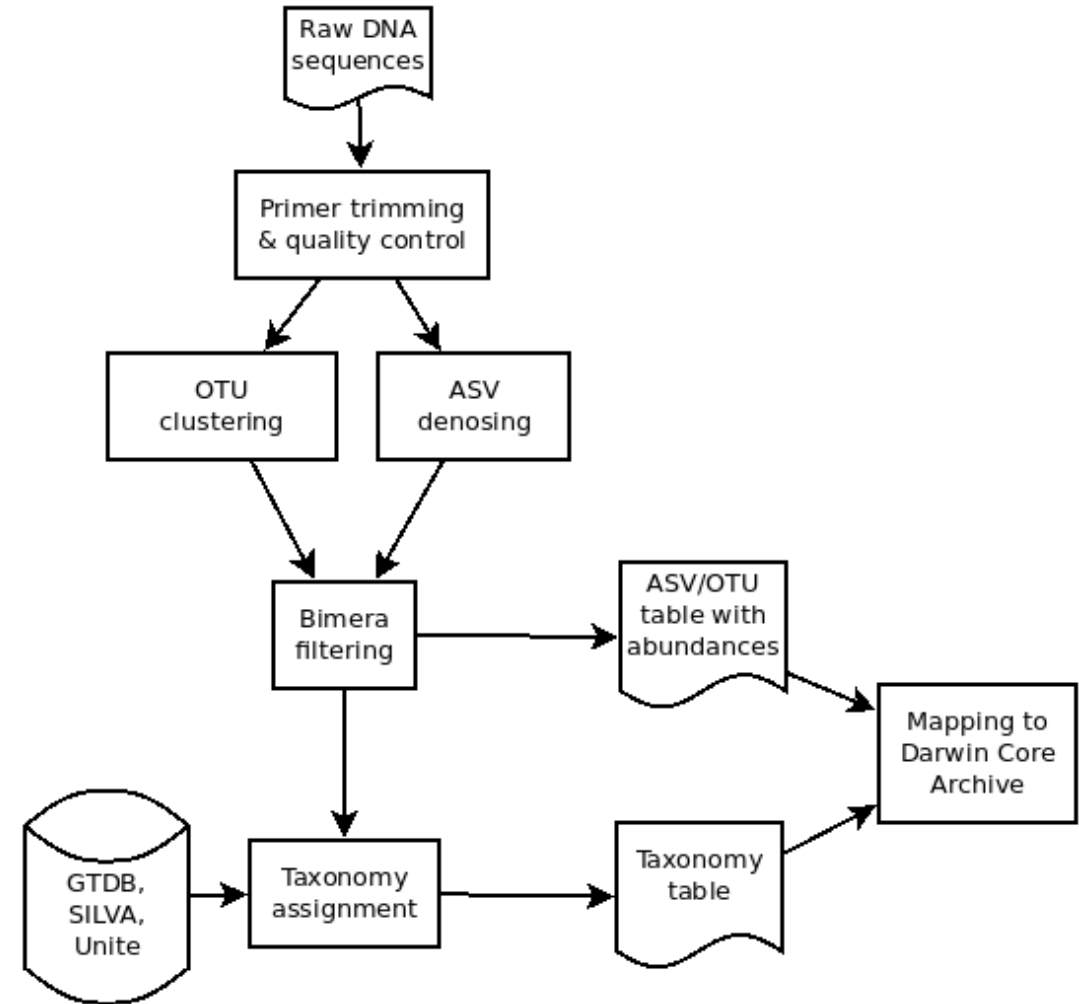 Raw DNA
sequences
Primer trimming
& quality control
OTU
clustering
ASV
denosing
Bimera
filtering
ASV/OTU
table with
abundances
Mapping to
Darwin Core
Archive
GTDB,
SILVA,
Unite
Taxonomy
assignment
Taxonomy
table